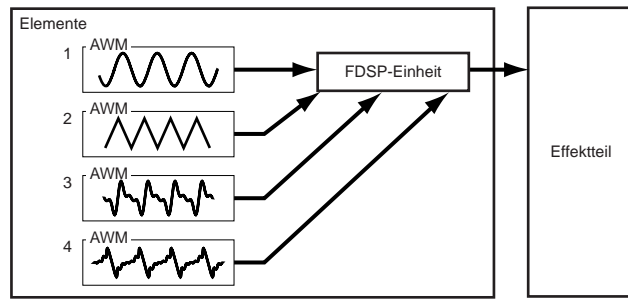 Elemente
1 AWM
FDSP-Einheit
2 AWM
Effektteil
3 AWM
4 AWM